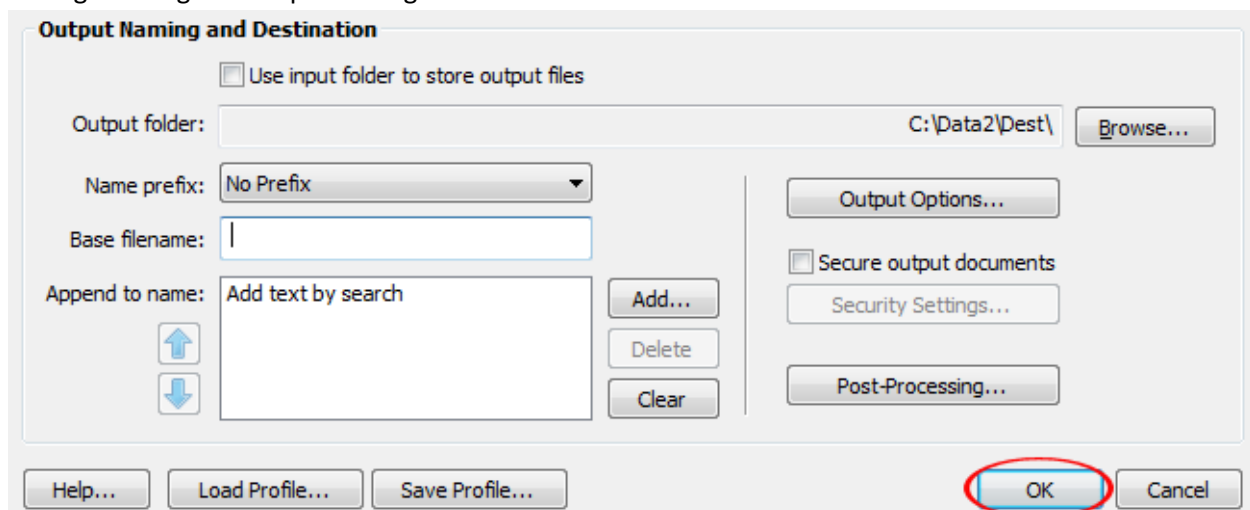 Output Naming and Destination
Use input folder to store output files
Output folder: C:\Data2\Dest\ Browse...
Name prefix: No Prefix
Output Options...
Base filename:
Secure output documents
Append to name: Add text by search Add...
Security Settings...
Delete
Post-Processing...
Clear
Help... Load Profile... Save Profile... OK Cancel